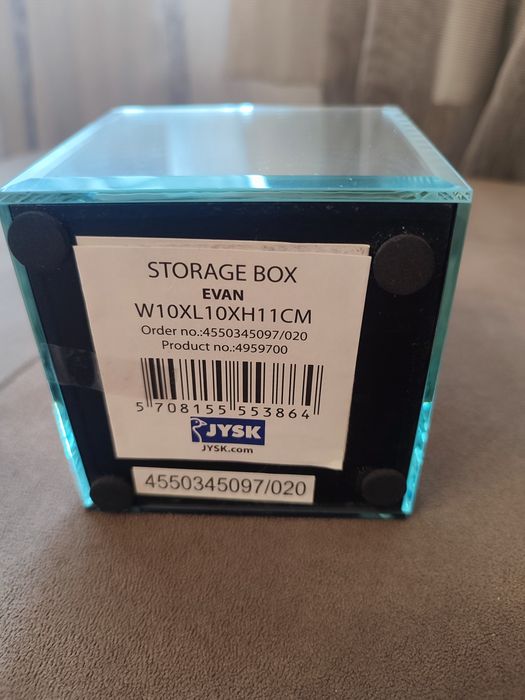 STORAGE BOX
EVAN
W10XL10XH11CM
Order no.:4550345097/020
Product no.:4959700
5 708155 553864
JYSK
JYSK.com
4550345097/020